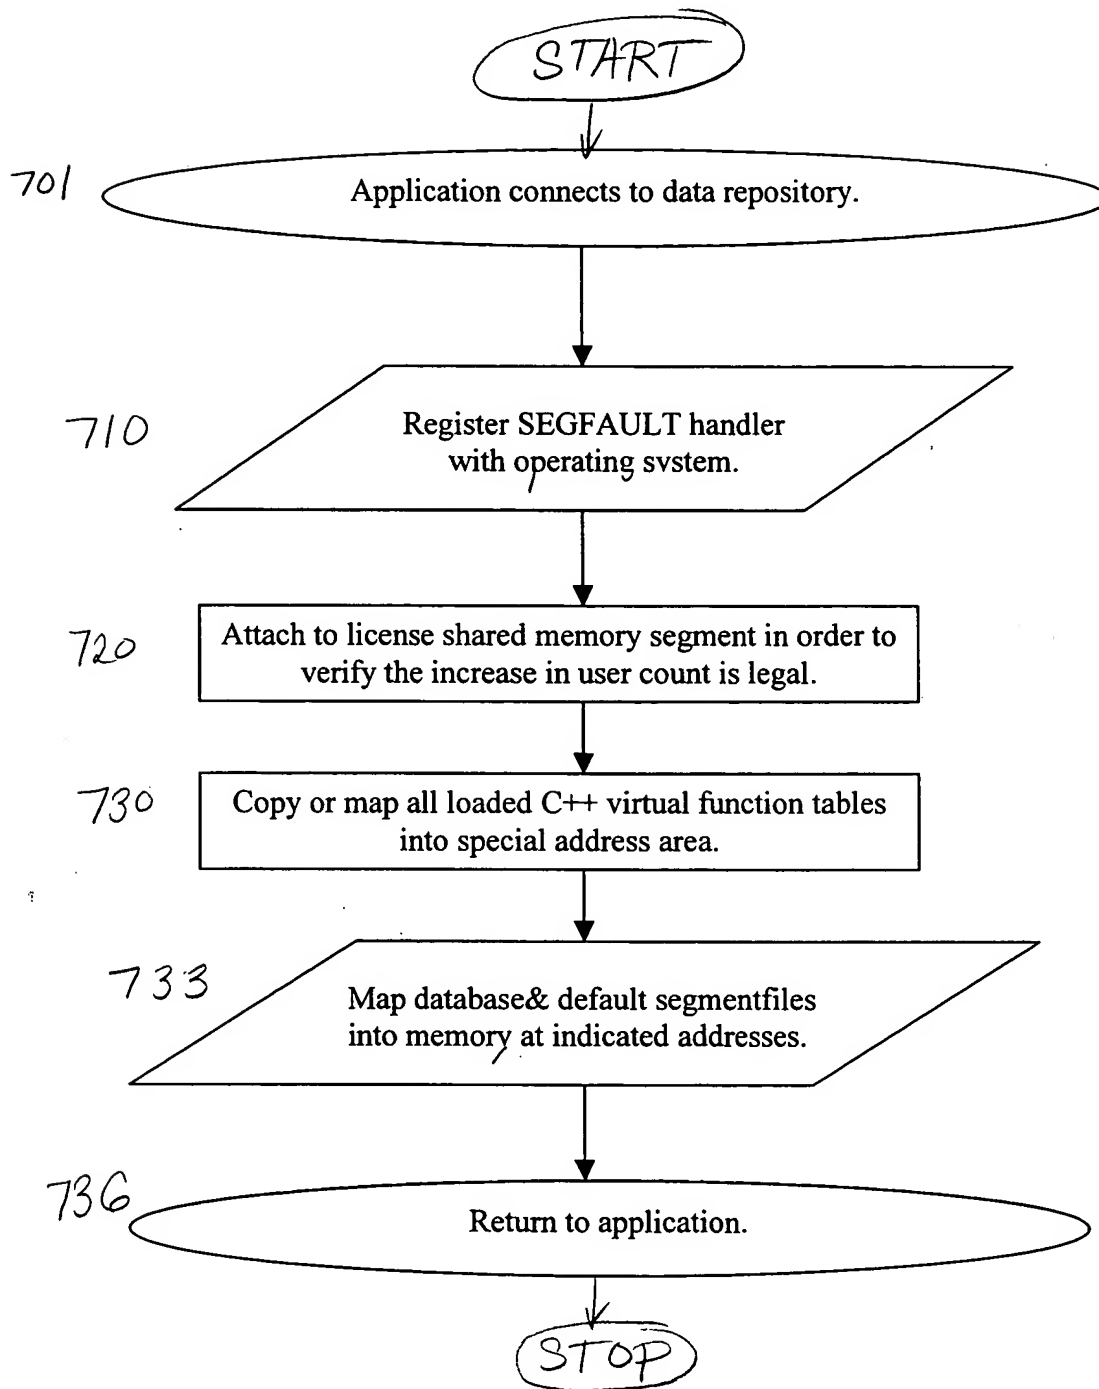 START
701
Application connects to data repository.
710
Register SEGFAULT handler
with operating system.
720
Attach to license shared memory segment in order to
verify the increase in user count is legal.
730
Copy or map all loaded C++ virtual function tables
into special address area.
733
Map database& default segmentfiles
into memory at indicated addresses.
736
Return to application.
STOP